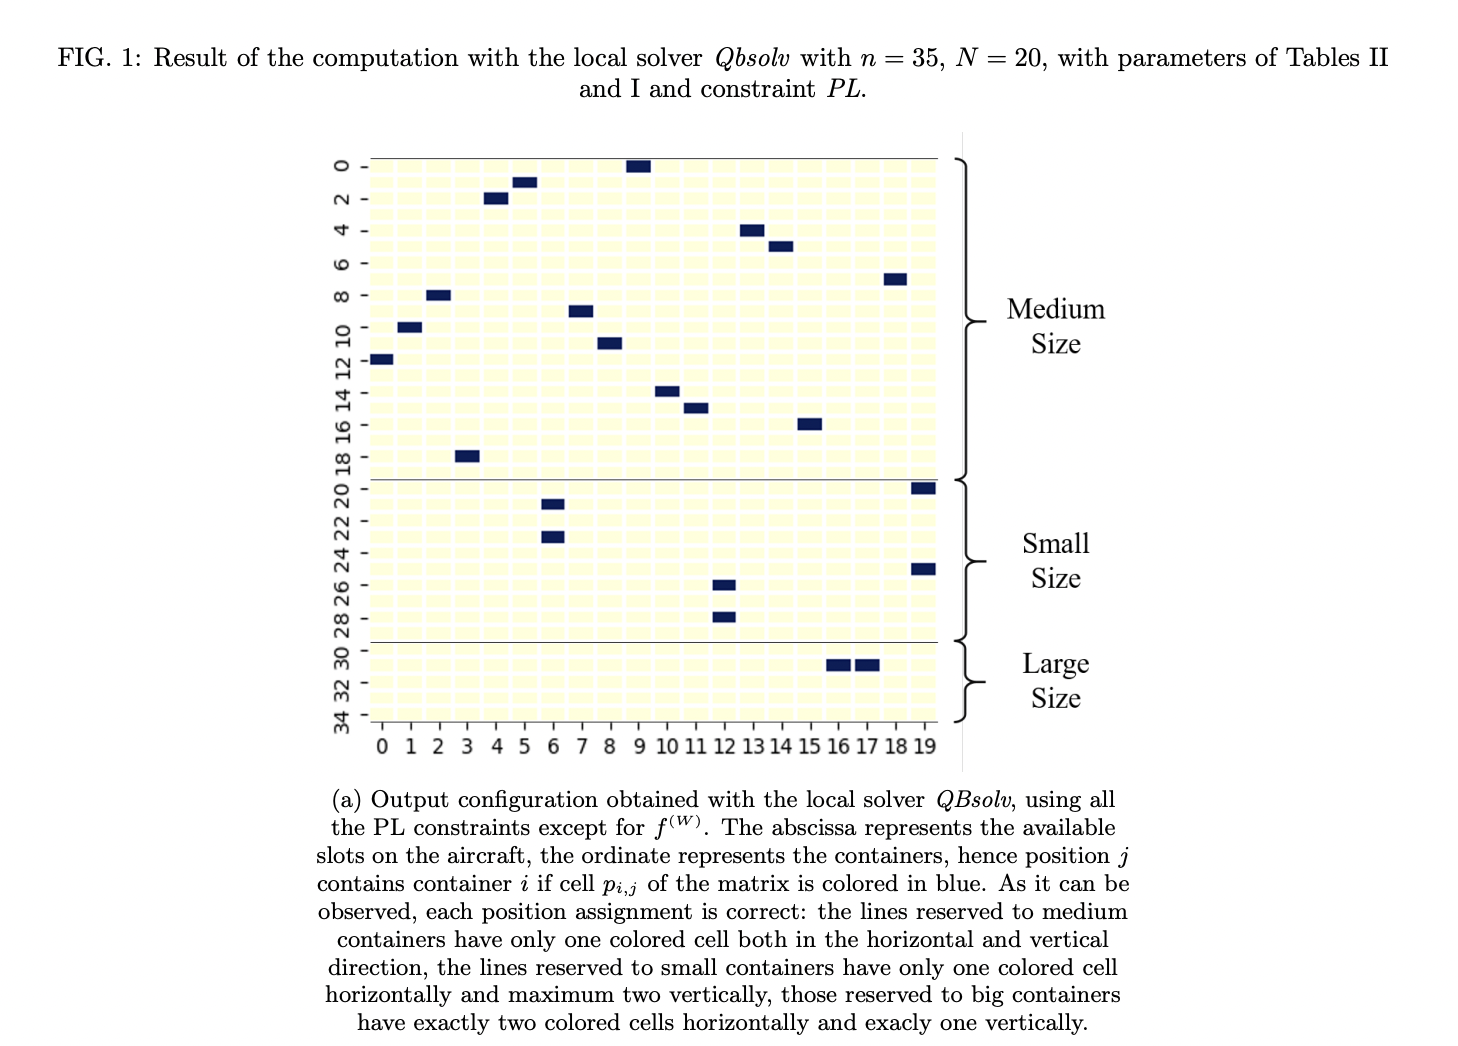 FIG. 1: Result of the computation with the local solver Qbsolv with n = 35, N = 20, with parameters of Tables II
and I and constraint PL.
0
2
4
6
8
10
12
14
16
18
20
22
24
26
28
30
32
34
Medium
Size
Small
Size
Large
Size
0 1 2 3 4 5 6 7 8 9 10 11 12 13 14 15 16 17 18 19
(a) Output configuration obtained with the local solver QBsolv, using all
the PL constraints except for f^(W). The abscissa represents the available
slots on the aircraft, the ordinate represents the containers, hence position j
contains container i if cell p_{i,j} of the matrix is colored in blue. As it can be
observed, each position assignment is correct: the lines reserved to medium
containers have only one colored cell both in the horizontal and vertical
direction, the lines reserved to small containers have only one colored cell
horizontally and maximum two vertically, those reserved to big containers
have exactly two colored cells horizontally and exacly one vertically.